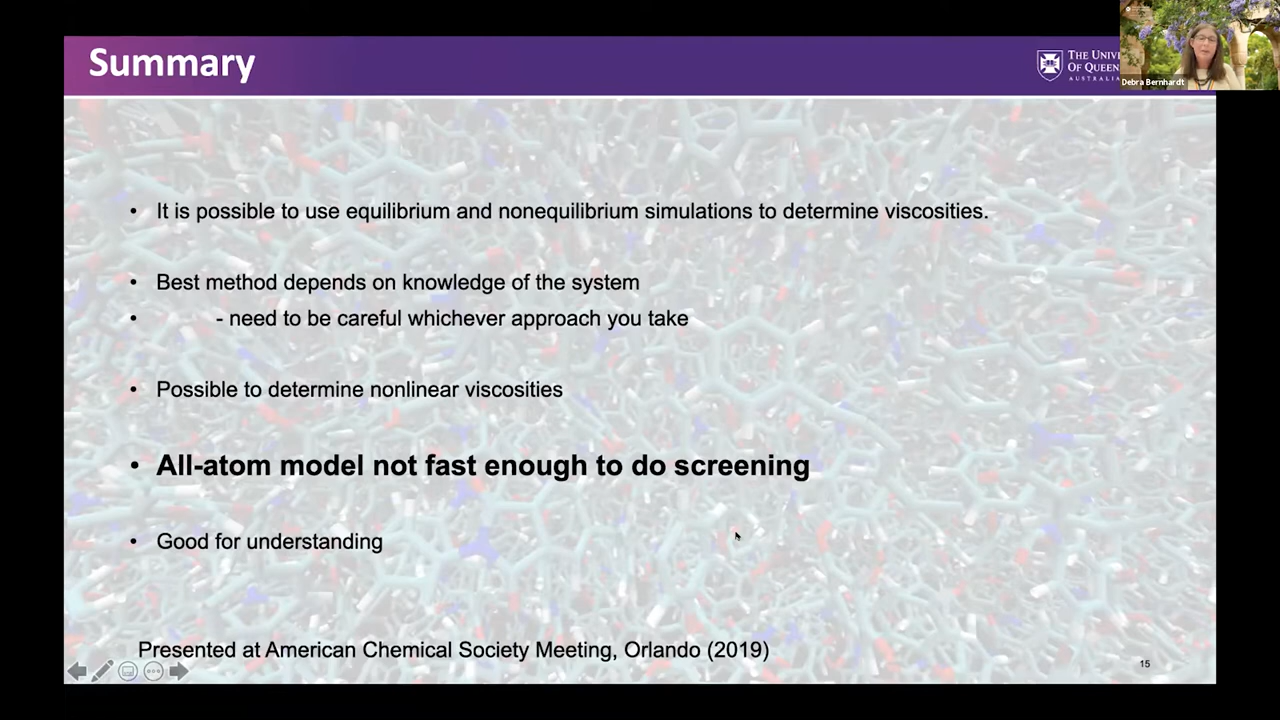 Summary
THE UNIVE
OF QUEEN
AUSTRALIA
Debra Bernhardt
• It is possible to use equilibrium and nonequilibrium simulations to determine viscosities.
• Best method depends on knowledge of the system
• - need to be careful whichever approach you take
• Possible to determine nonlinear viscosities
• All-atom model not fast enough to do screening
• Good for understanding
Presented at American Chemical Society Meeting, Orlando (2019)
15